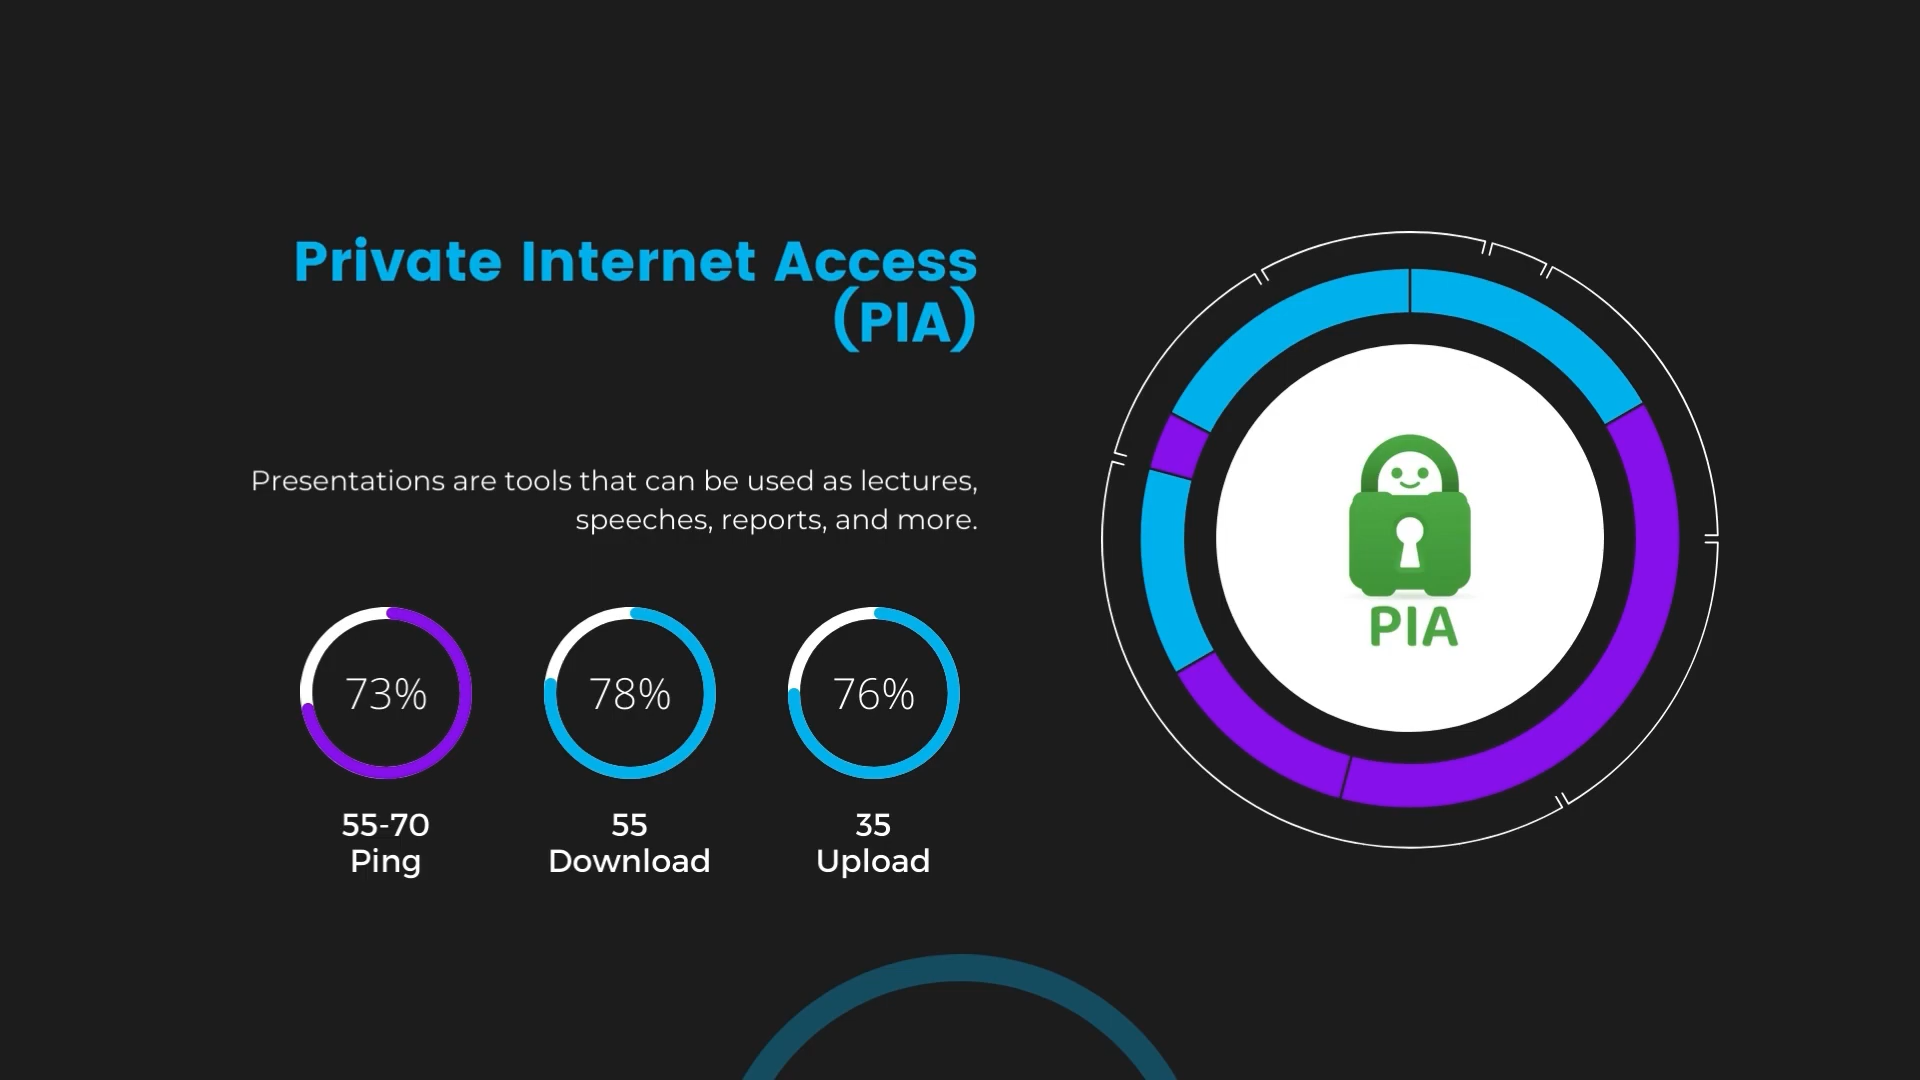 Private Internet Access
(PIA)
Presentations are tools that can be used as lectures,
speeches, reports, and more.
73%
78%
76%
55-70
Ping
55
Download
35
Upload
PIA